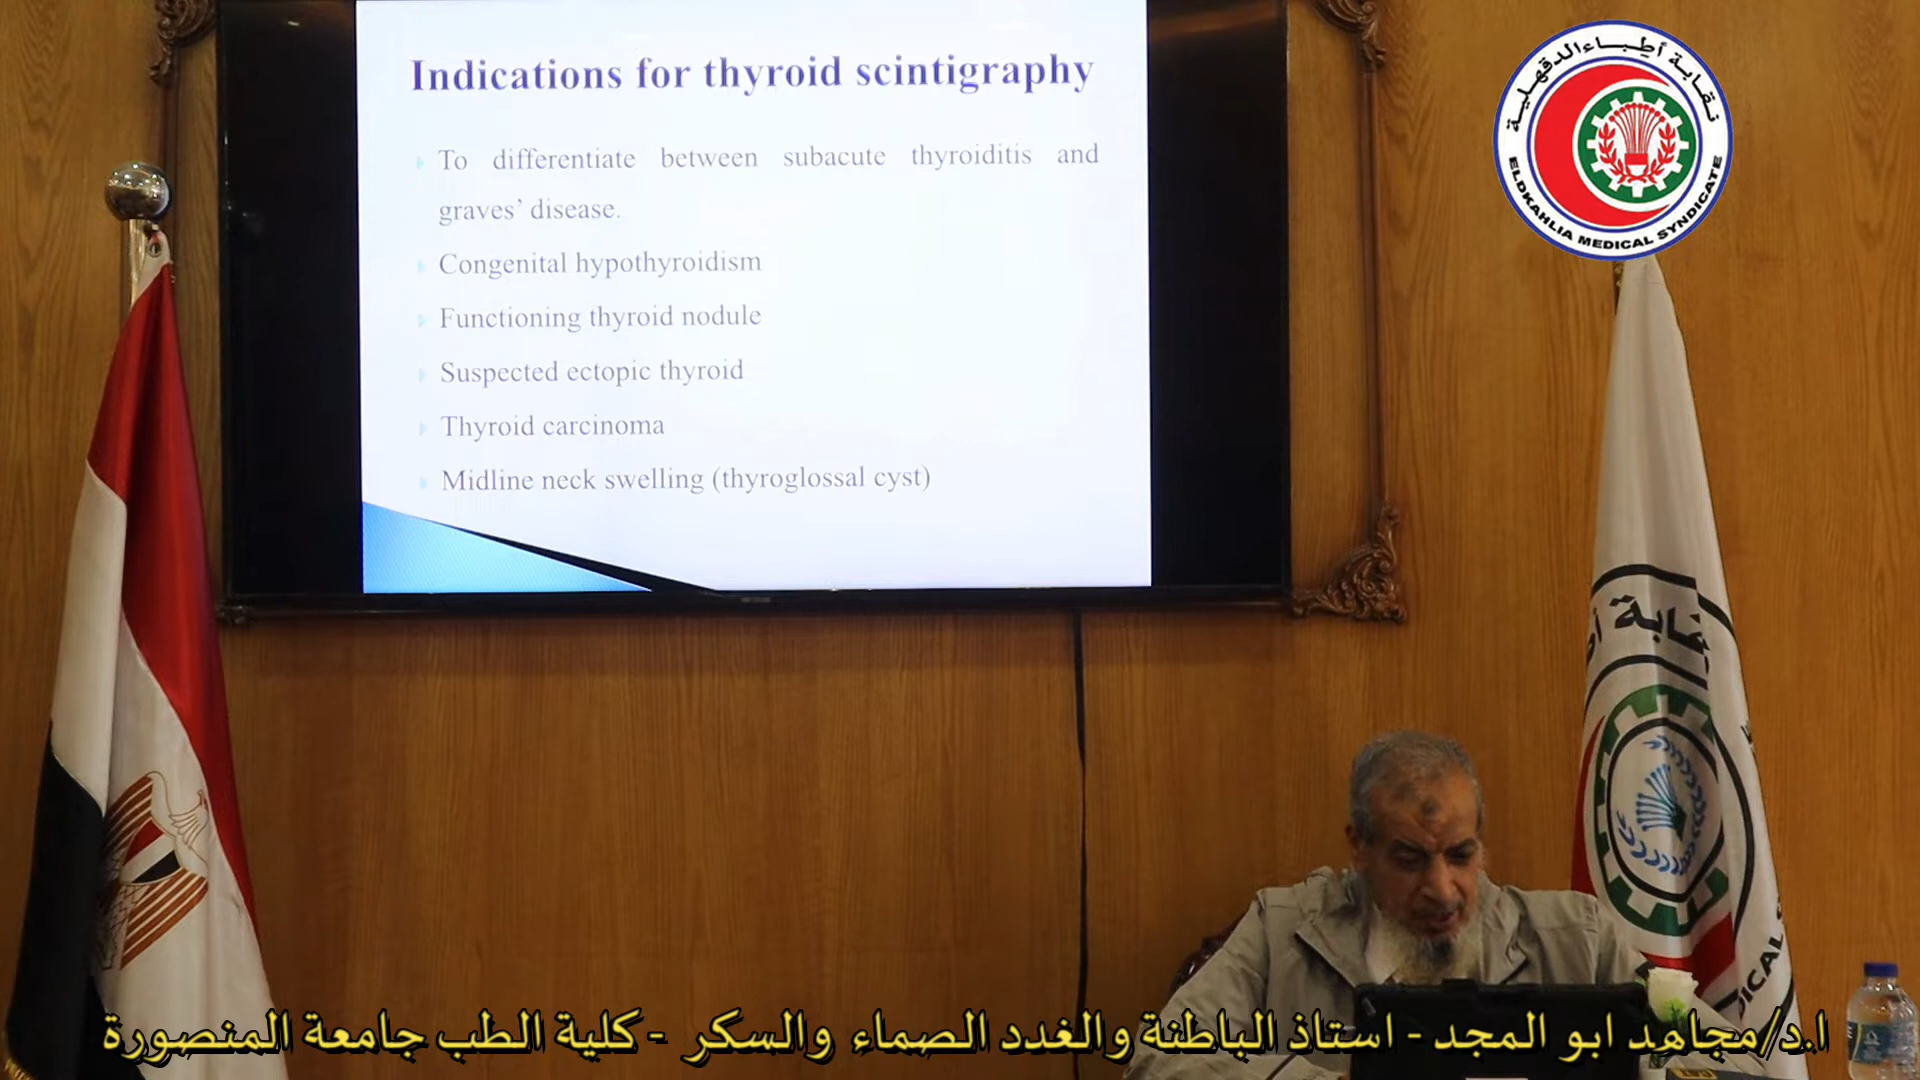 Indications for thyroid scintigraphy
To differentiate between subacute thyroiditis and
graves’ disease.
Congenital hypothyroidism
Functioning thyroid nodule
Suspected ectopic thyroid
Thyroid carcinoma
Midline neck swelling (thyroglossal cyst)
نقابة أطباء الدقهلية
ELDKAHLIA MEDICAL SYNDICATE
ا.د/مجاهد ابو المجد - استاذ الباطنة والغدد الصماء والسكر - كلية الطب جامعة المنصورة